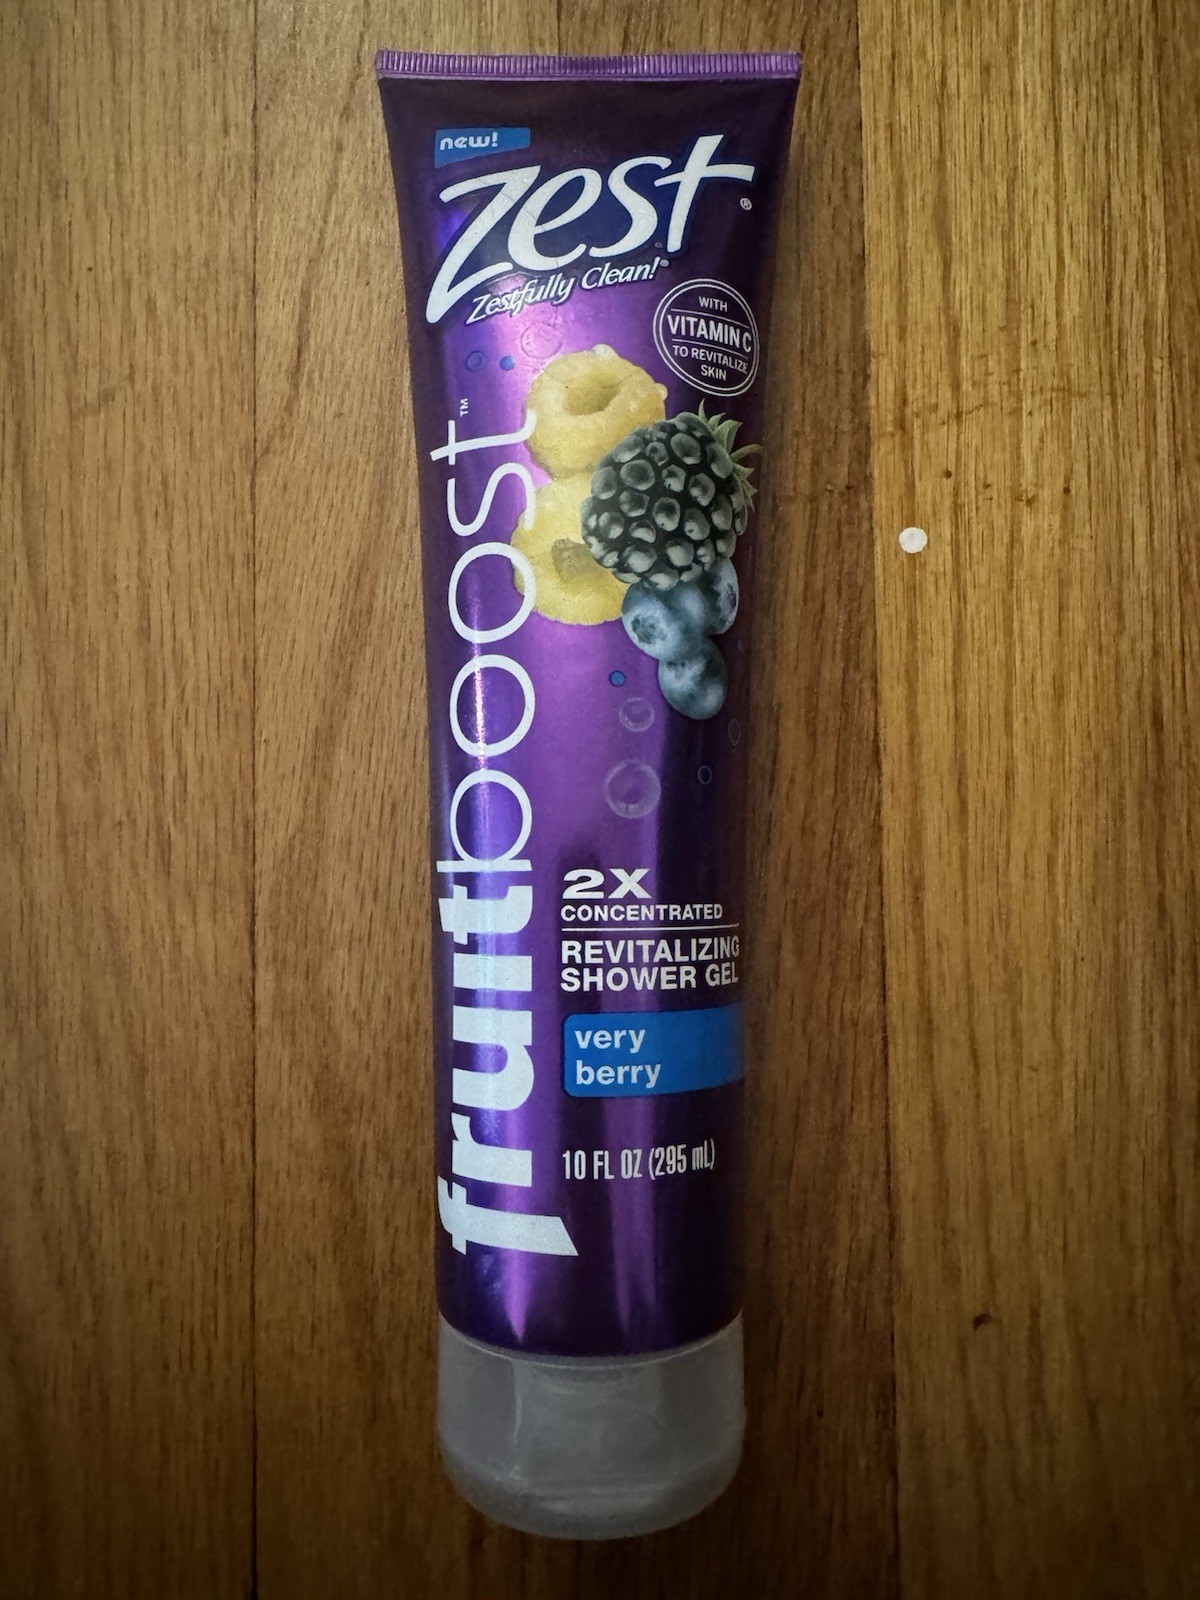 new!
Zest®
Zestfully Clean!®
WITH
VITAMIN C
TO REVITALIZE
SKIN
fruitboost™
2X
CONCENTRATED
REVITALIZING
SHOWER GEL
very
berry
10 FL OZ (295 mL)